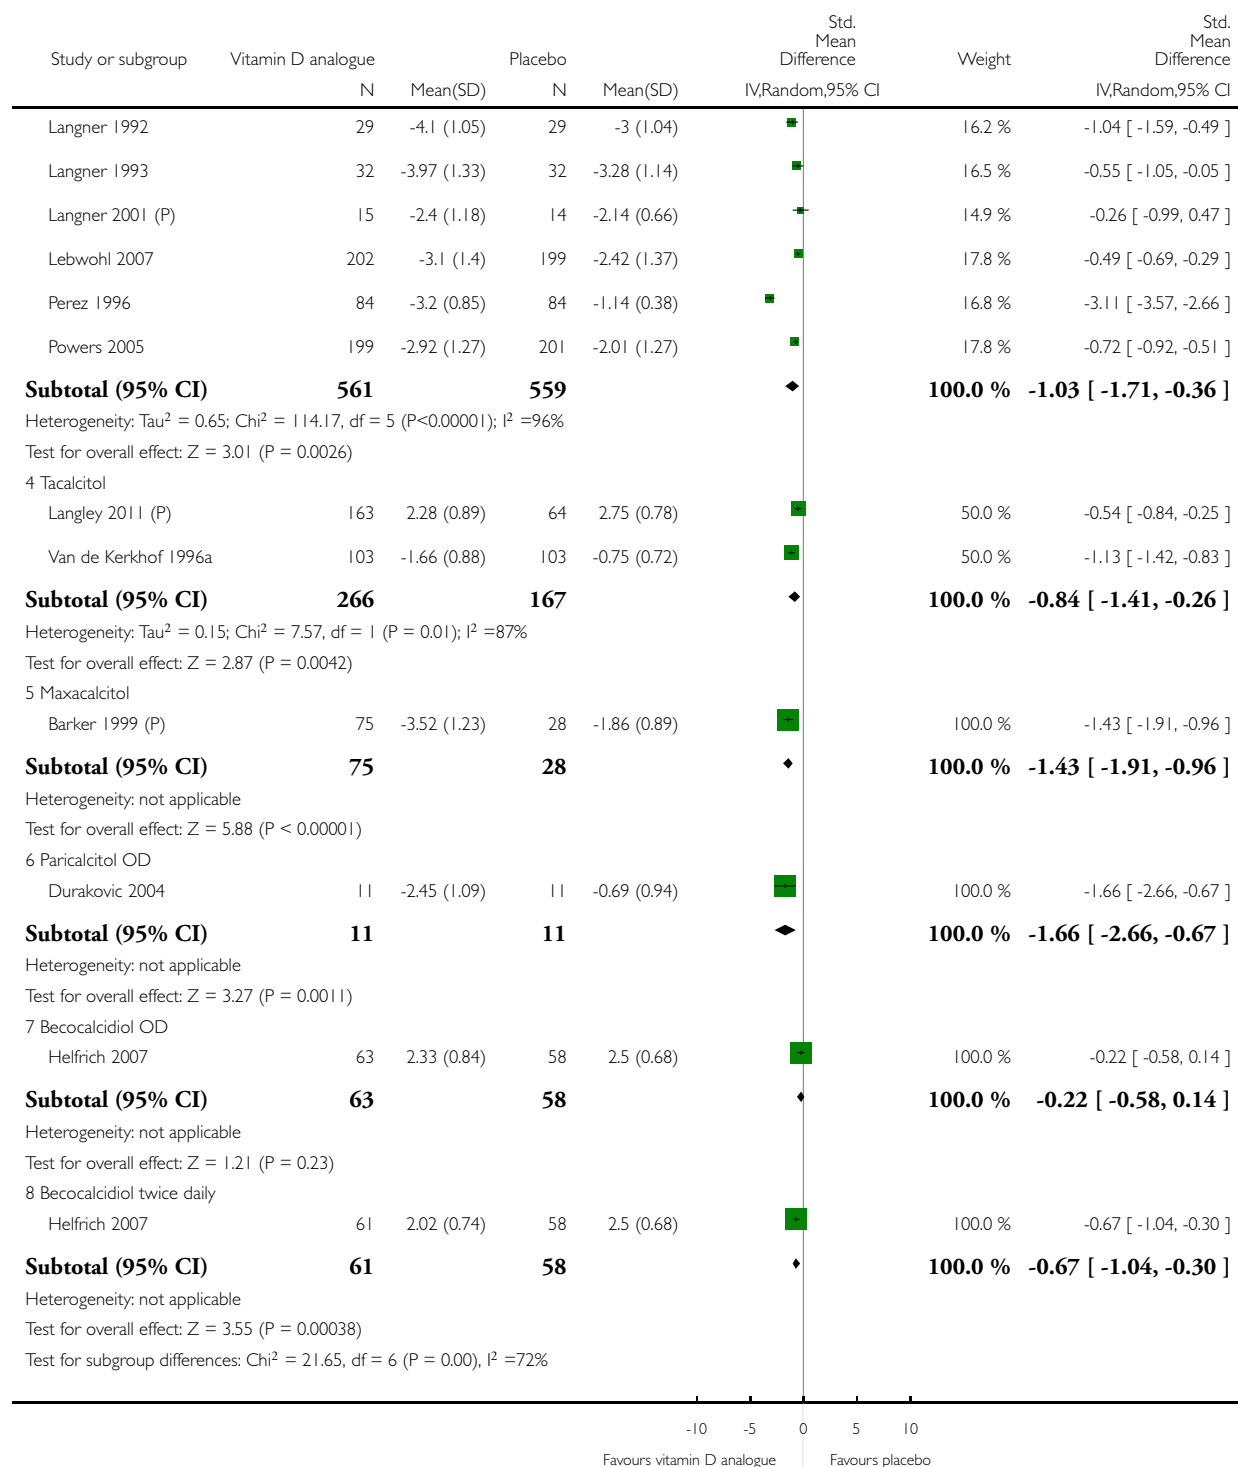 Std. Mean Difference Std. Mean Difference
Study or subgroup Vitamin D analogue Placebo Weight
N Mean(SD) N Mean(SD) IV,Random,95% CI IV,Random,95% CI
Langner 1992 29 -4.1 (1.05) 29 -3 (1.04) 16.2 % -1.04 [ -1.59, -0.49 ]
Langner 1993 32 -3.97 (1.33) 32 -3.28 (1.14) 16.5 % -0.55 [ -1.05, -0.05 ]
Langner 2001 (P) 15 -2.4 (1.18) 14 -2.14 (0.66) 14.9 % -0.26 [ -0.99, 0.47 ]
Lebwohl 2007 202 -3.1 (1.4) 199 -2.42 (1.37) 17.8 % -0.49 [ -0.69, -0.29 ]
Perez 1996 84 -3.2 (0.85) 84 -1.14 (0.38) 16.8 % -3.11 [ -3.57, -2.66 ]
Powers 2005 199 -2.92 (1.27) 201 -2.01 (1.27) 17.8 % -0.72 [ -0.92, -0.51 ]
Subtotal (95% CI) 561 559 100.0 % -1.03 [ -1.71, -0.36 ]
Heterogeneity: Tau² = 0.65; Chi² = 114.17, df = 5 (P<0.00001); I² =96%
Test for overall effect: Z = 3.01 (P = 0.0026)
4 Tacalcitol
Langley 2011 (P) 163 2.28 (0.89) 64 2.75 (0.78) 50.0 % -0.54 [ -0.84, -0.25 ]
Van de Kerkhof 1996a 103 -1.66 (0.88) 103 -0.75 (0.72) 50.0 % -1.13 [ -1.42, -0.83 ]
Subtotal (95% CI) 266 167 100.0 % -0.84 [ -1.41, -0.26 ]
Heterogeneity: Tau² = 0.15; Chi² = 7.57, df = 1 (P = 0.01); I² =87%
Test for overall effect: Z = 2.87 (P = 0.0042)
5 Maxacalcitol
Barker 1999 (P) 75 -3.52 (1.23) 28 -1.86 (0.89) 100.0 % -1.43 [ -1.91, -0.96 ]
Subtotal (95% CI) 75 28 100.0 % -1.43 [ -1.91, -0.96 ]
Heterogeneity: not applicable
Test for overall effect: Z = 5.88 (P < 0.00001)
6 Paricalcitol OD
Durakovic 2004 11 -2.45 (1.09) 11 -0.69 (0.94) 100.0 % -1.66 [ -2.66, -0.67 ]
Subtotal (95% CI) 11 11 100.0 % -1.66 [ -2.66, -0.67 ]
Heterogeneity: not applicable
Test for overall effect: Z = 3.27 (P = 0.0011)
7 Becocalcidiol OD
Helfrich 2007 63 2.33 (0.84) 58 2.5 (0.68) 100.0 % -0.22 [ -0.58, 0.14 ]
Subtotal (95% CI) 63 58 100.0 % -0.22 [ -0.58, 0.14 ]
Heterogeneity: not applicable
Test for overall effect: Z = 1.21 (P = 0.23)
8 Becocalcidiol twice daily
Helfrich 2007 61 2.02 (0.74) 58 2.5 (0.68) 100.0 % -0.67 [ -1.04, -0.30 ]
Subtotal (95% CI) 61 58 100.0 % -0.67 [ -1.04, -0.30 ]
Heterogeneity: not applicable
Test for overall effect: Z = 3.55 (P = 0.00038)
Test for subgroup differences: Chi² = 21.65, df = 6 (P = 0.00), I² =72%
-10 -5 0 5 10
Favours vitamin D analogue Favours placebo